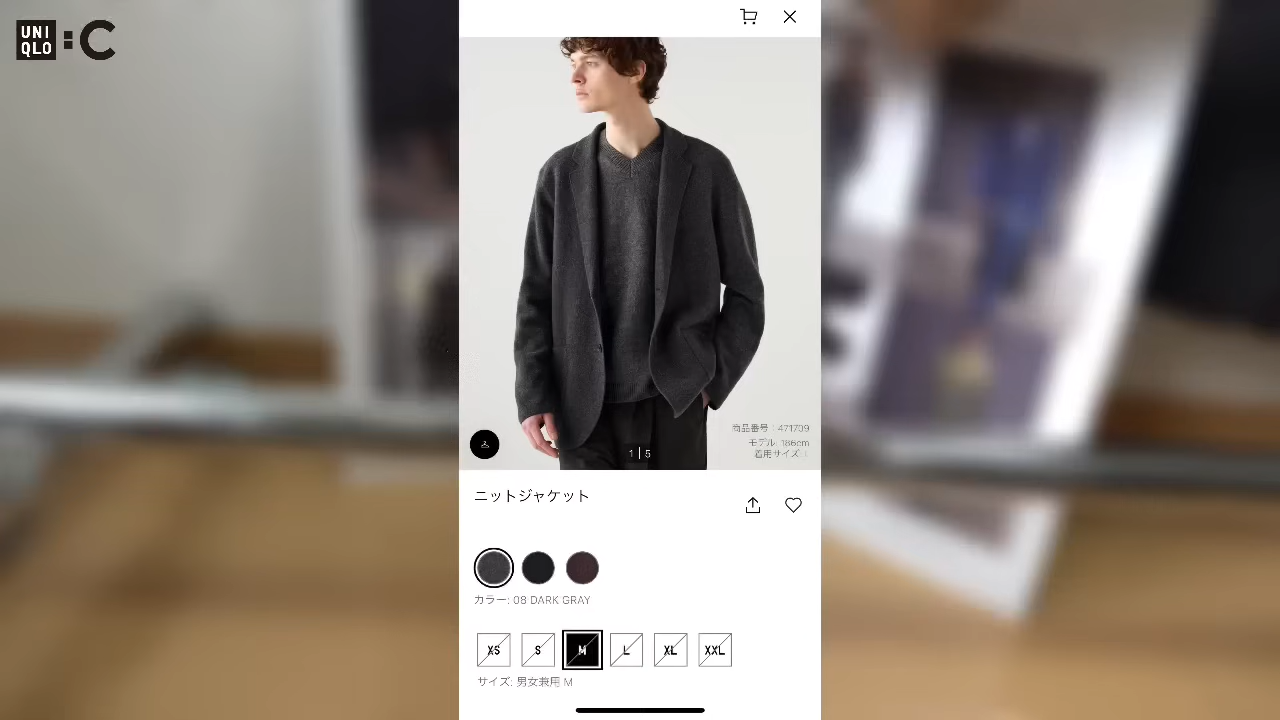 UNI
QLO
:C
商品番号：471709
モデル: 186cm
着用サイズ: L
1 | 5
ニットジャケット
カラー: 08 DARK GRAY
XS S M L XL XXL
サイズ: 男女兼用 M